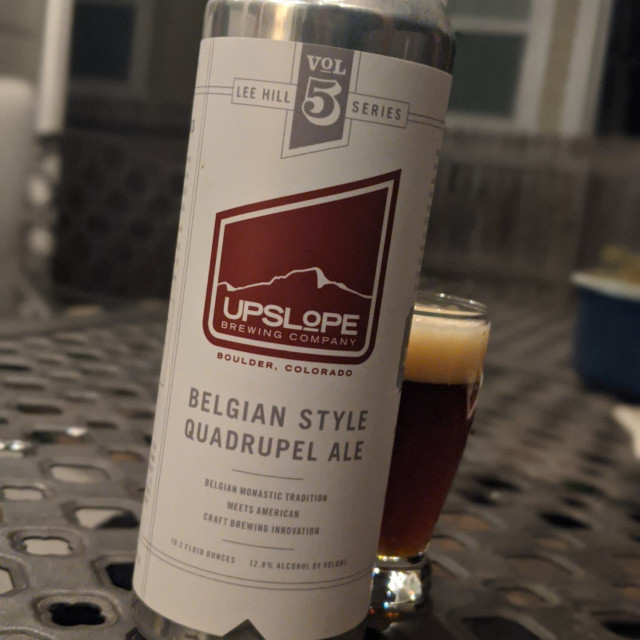 VOL
5
LEE HILL SERIES
UPSLOPE
BREWING COMPANY
BOULDER, COLORADO
BELGIAN STYLE
QUADRUPEL ALE
BELGIAN MONASTIC TRADITION
MEETS AMERICAN
CRAFT BREWING INNOVATION
19.2 FLUID OUNCES 12.0% ALCOHOL BY VOLUME